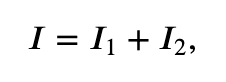 I = I₁ + I₂,